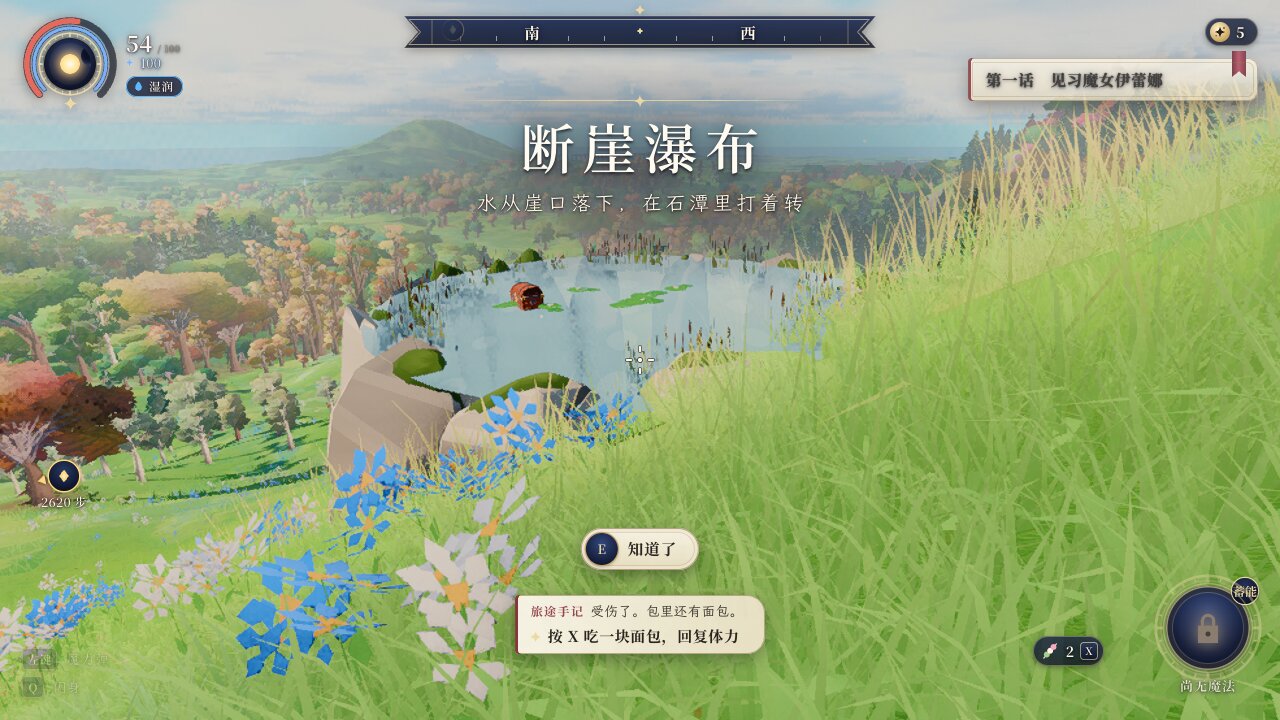 54 / 100
100
湿润
南
西
5
第一话 见习魔女伊蕾娜
断崖瀑布
水从崖口落下，在石潭里打着转
2620 步
E 知道了
旅途手记 受伤了。包里还有面包。
按 X 吃一块面包，回复体力
左键
Q 闪身
2 X
蓄能
尚无魔法